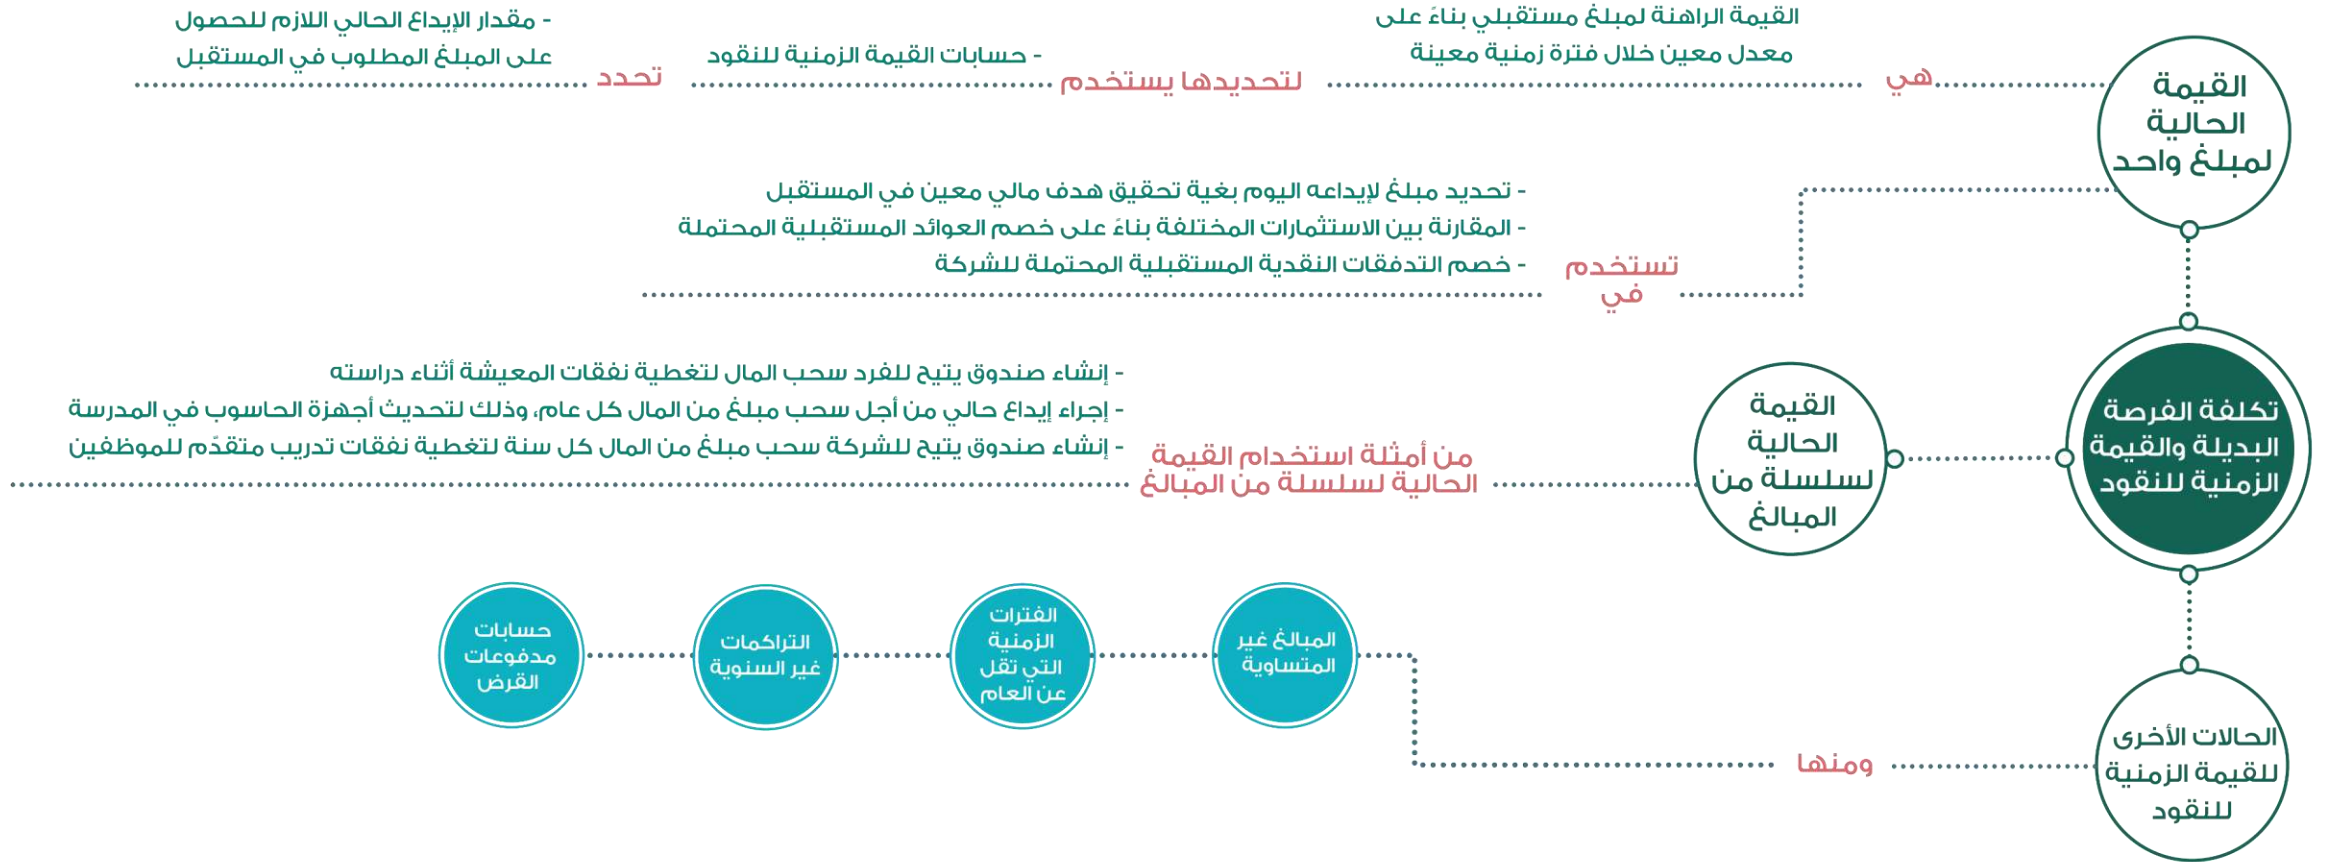 تكلفة الفرصة
البديلة والقيمة
الزمنية للنقود
القيمة
الحالية
لمبلغ واحد
هي
القيمة الراهنة لمبلغ مستقبلي بناءً على
معدل معين خلال فترة زمنية معينة
لتحديدها يستخدم
- حسابات القيمة الزمنية للنقود
تحدد
- مقدار الإيداع الحالي اللازم للحصول
على المبلغ المطلوب في المستقبل
تستخدم
في
- تحديد مبلغ لإيداعه اليوم بغية تحقيق هدف مالي معين في المستقبل
- المقارنة بين الاستثمارات المختلفة بناءً على خصم العوائد المستقبلية المحتملة
- خصم التدفقات النقدية المستقبلية المحتملة للشركة
القيمة
الحالية
لسلسلة من
المبالغ
من أمثلة استخدام القيمة
الحالية لسلسلة من المبالغ
- إنشاء صندوق يتيح للفرد سحب المال لتغطية نفقات المعيشة أثناء دراسته
- إجراء إيداع حالي من أجل سحب مبلغ من المال كل عام، وذلك لتحديث أجهزة الحاسوب في المدرسة
- إنشاء صندوق يتيح للشركة سحب مبلغ من المال كل سنة لتغطية نفقات تدريب متقدّم للموظفين
الحالات الأخرى
للقيمة الزمنية
للنقود
ومنها
المبالغ غير
المتساوية
الفترات
الزمنية
التي تقل
عن العام
التراكمات
غير السنوية
حسابات
مدفوعات
القرض